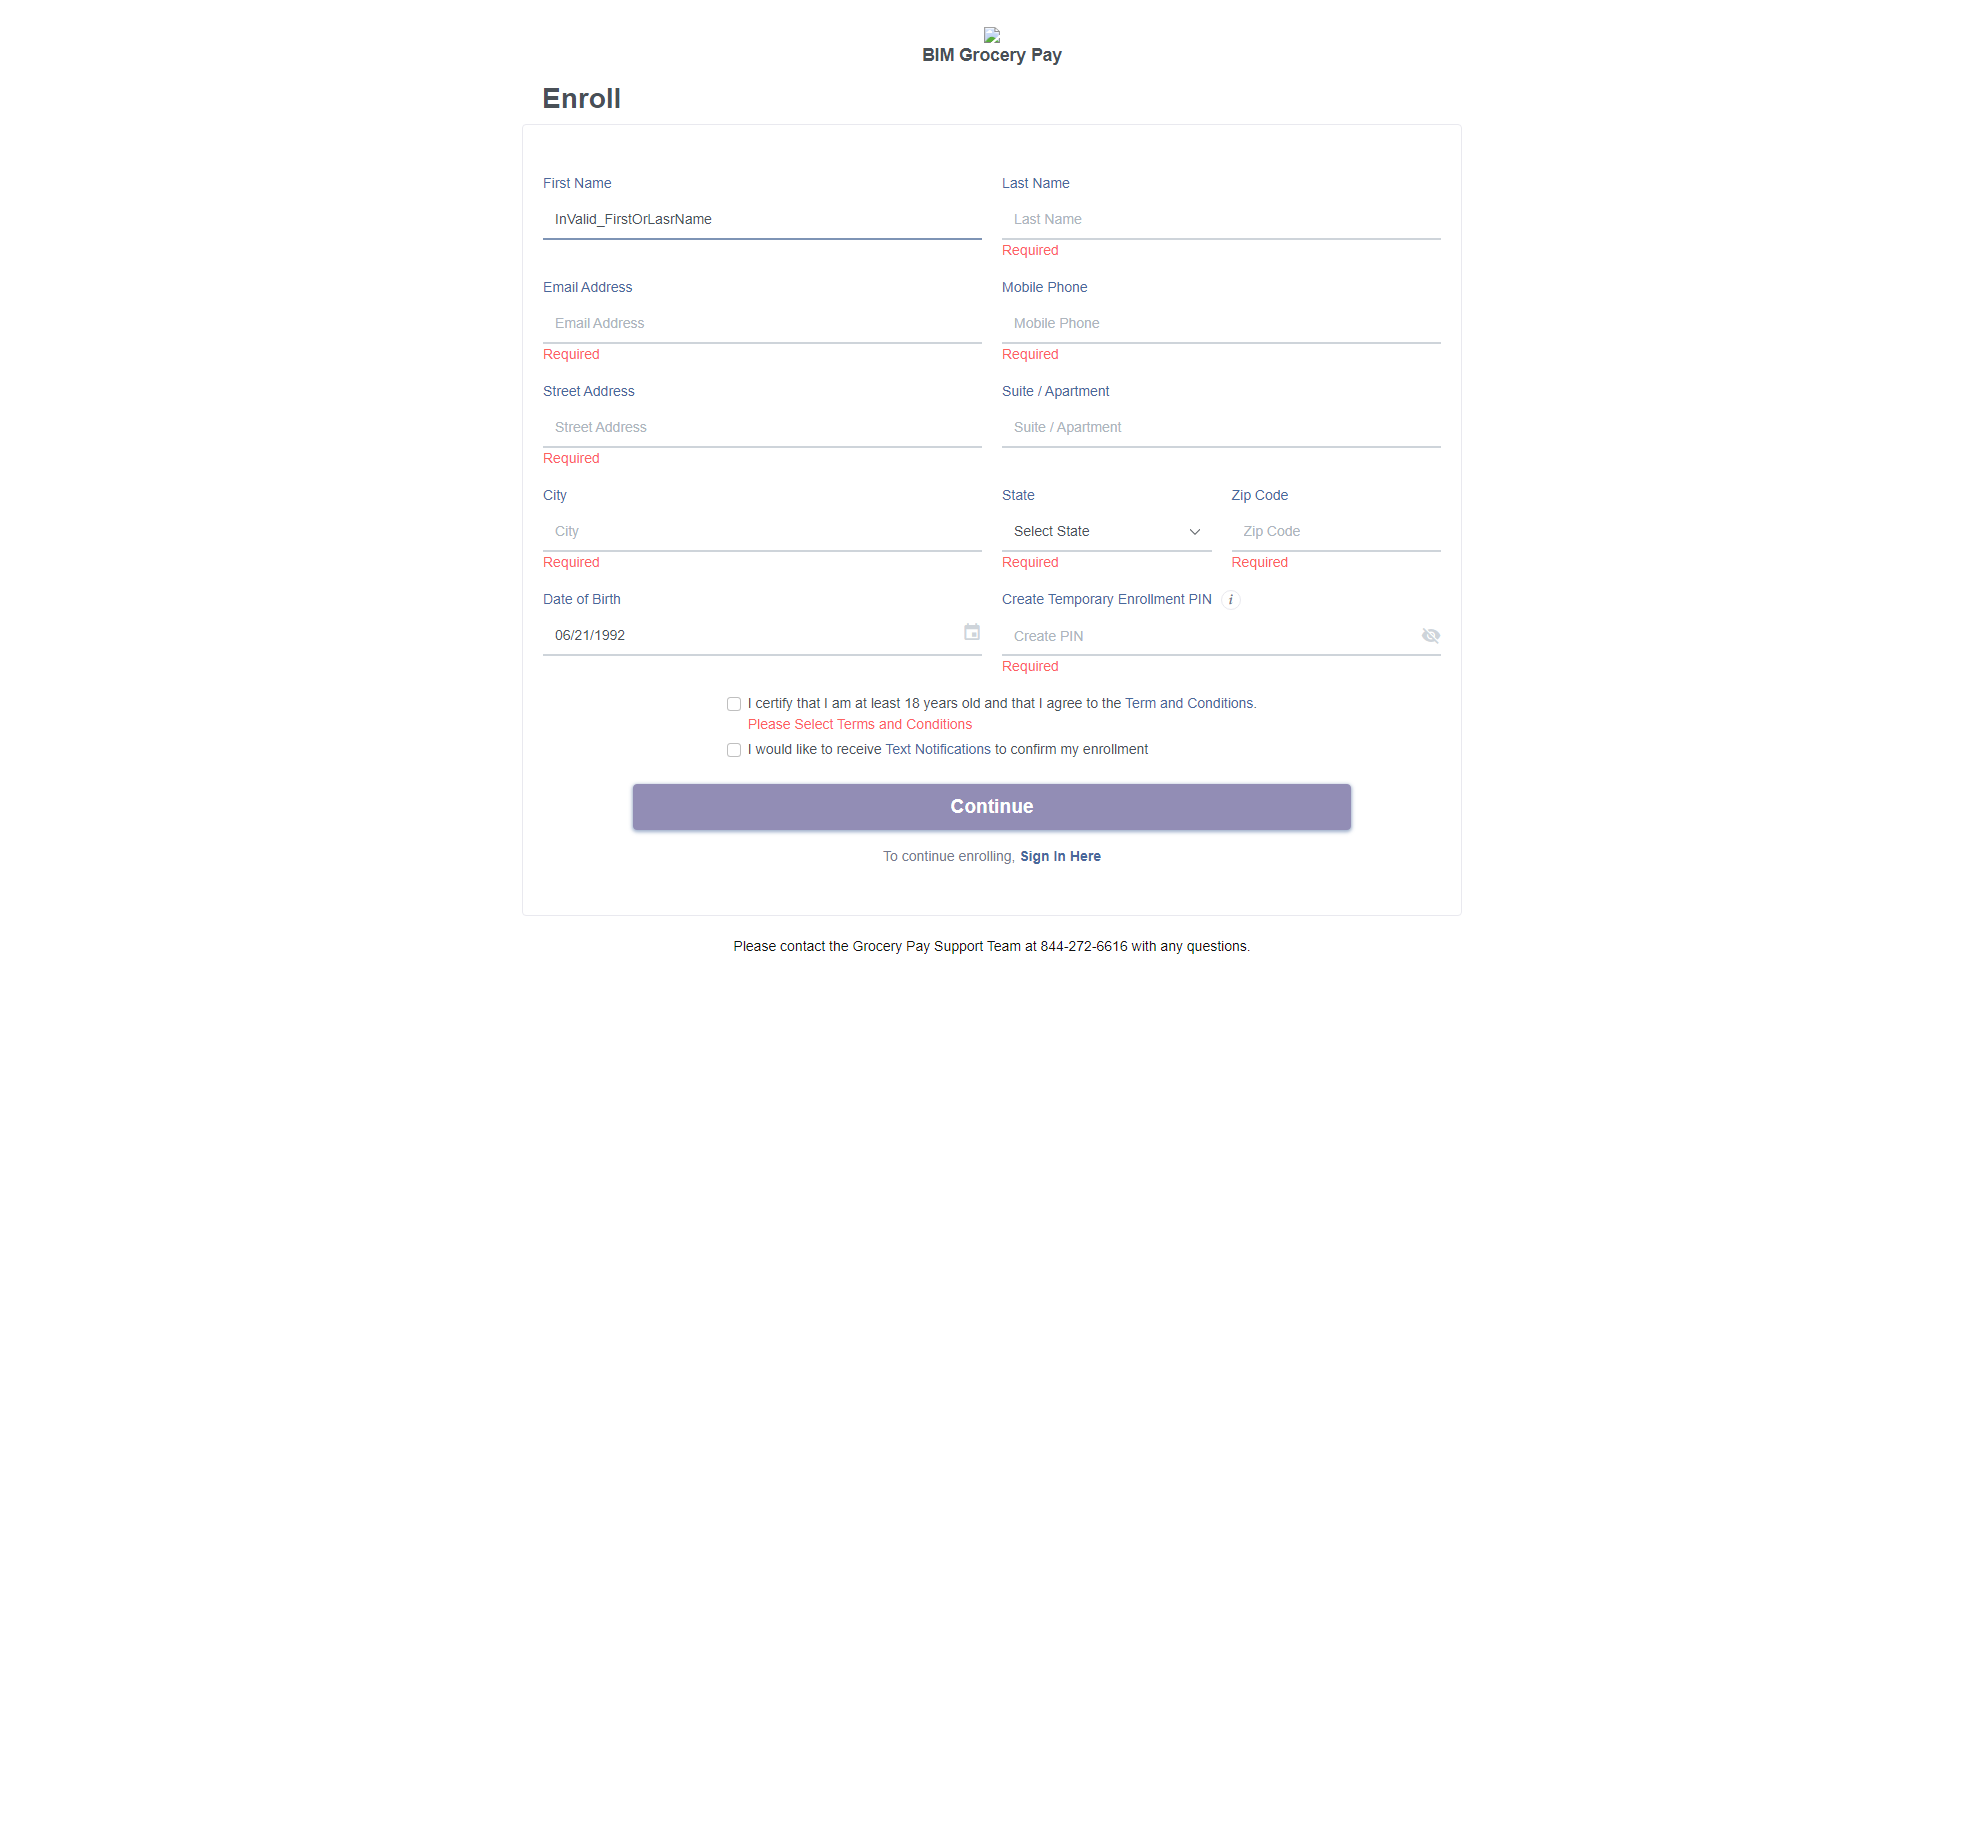 BIM Grocery Pay
Enroll
First Name
Last Name
InValid_FirstOrLasrName
Last Name
Required
Email Address
Mobile Phone
Email Address
Mobile Phone
Required
Required
Street Address
Suite / Apartment
Street Address
Suite / Apartment
Required
City
State
Zip Code
City
Select State
Zip Code
Required
Required
Required
Date of Birth
Create Temporary Enrollment PIN i
06/21/1992
Create PIN
Required
I certify that I am at least 18 years old and that I agree to the Term and Conditions.
Please Select Terms and Conditions
I would like to receive Text Notifications to confirm my enrollment
Continue
To continue enrolling, Sign In Here
Please contact the Grocery Pay Support Team at 844-272-6616 with any questions.